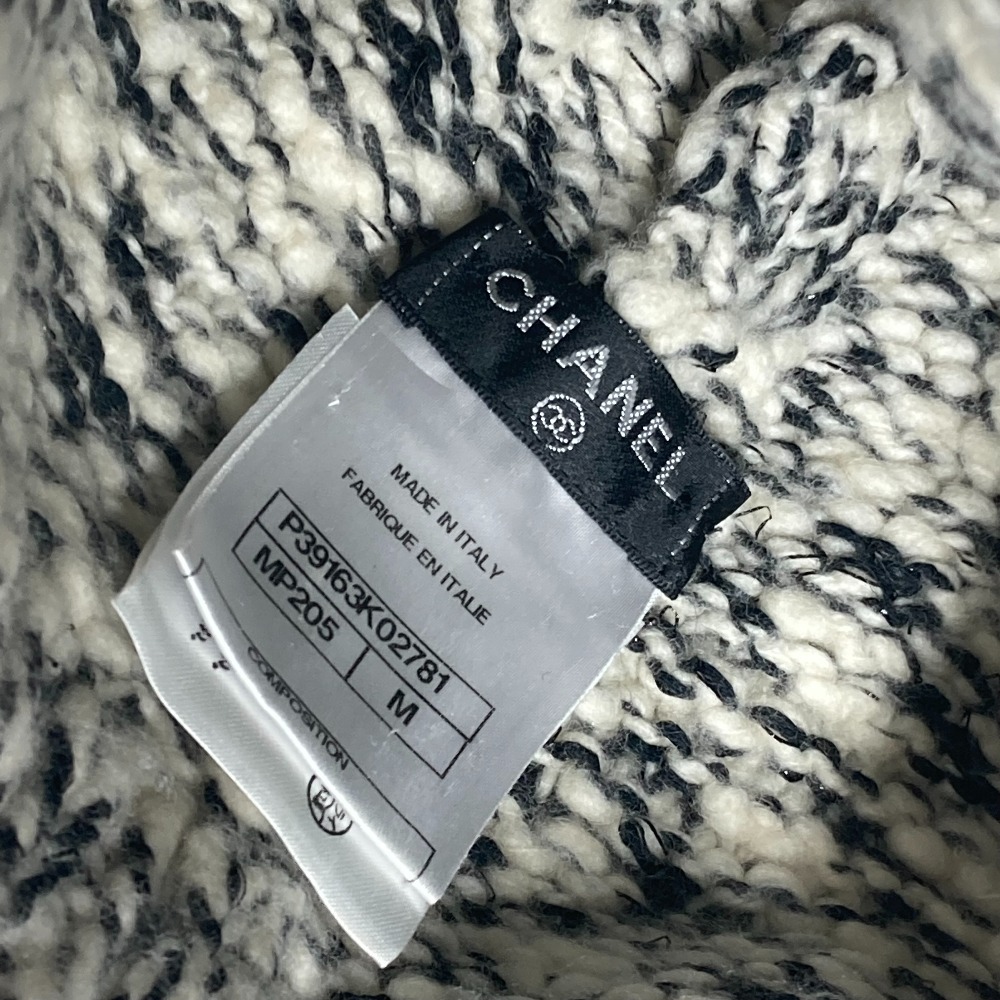 CHANEL
MADE IN ITALY
FABRIQUE EN ITALIE
P39163K02781
MP205 M
COMPOSITION